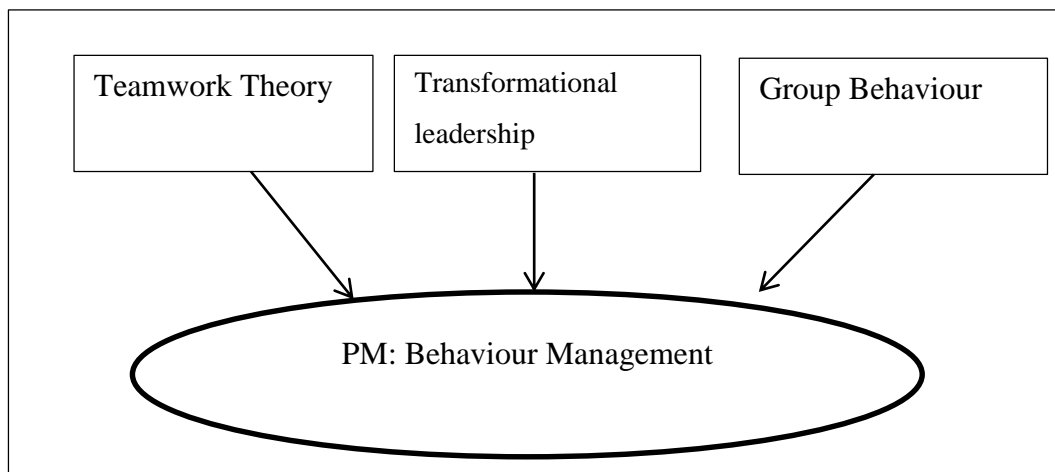 Teamwork Theory
Transformational
leadership
Group Behaviour
PM: Behaviour Management